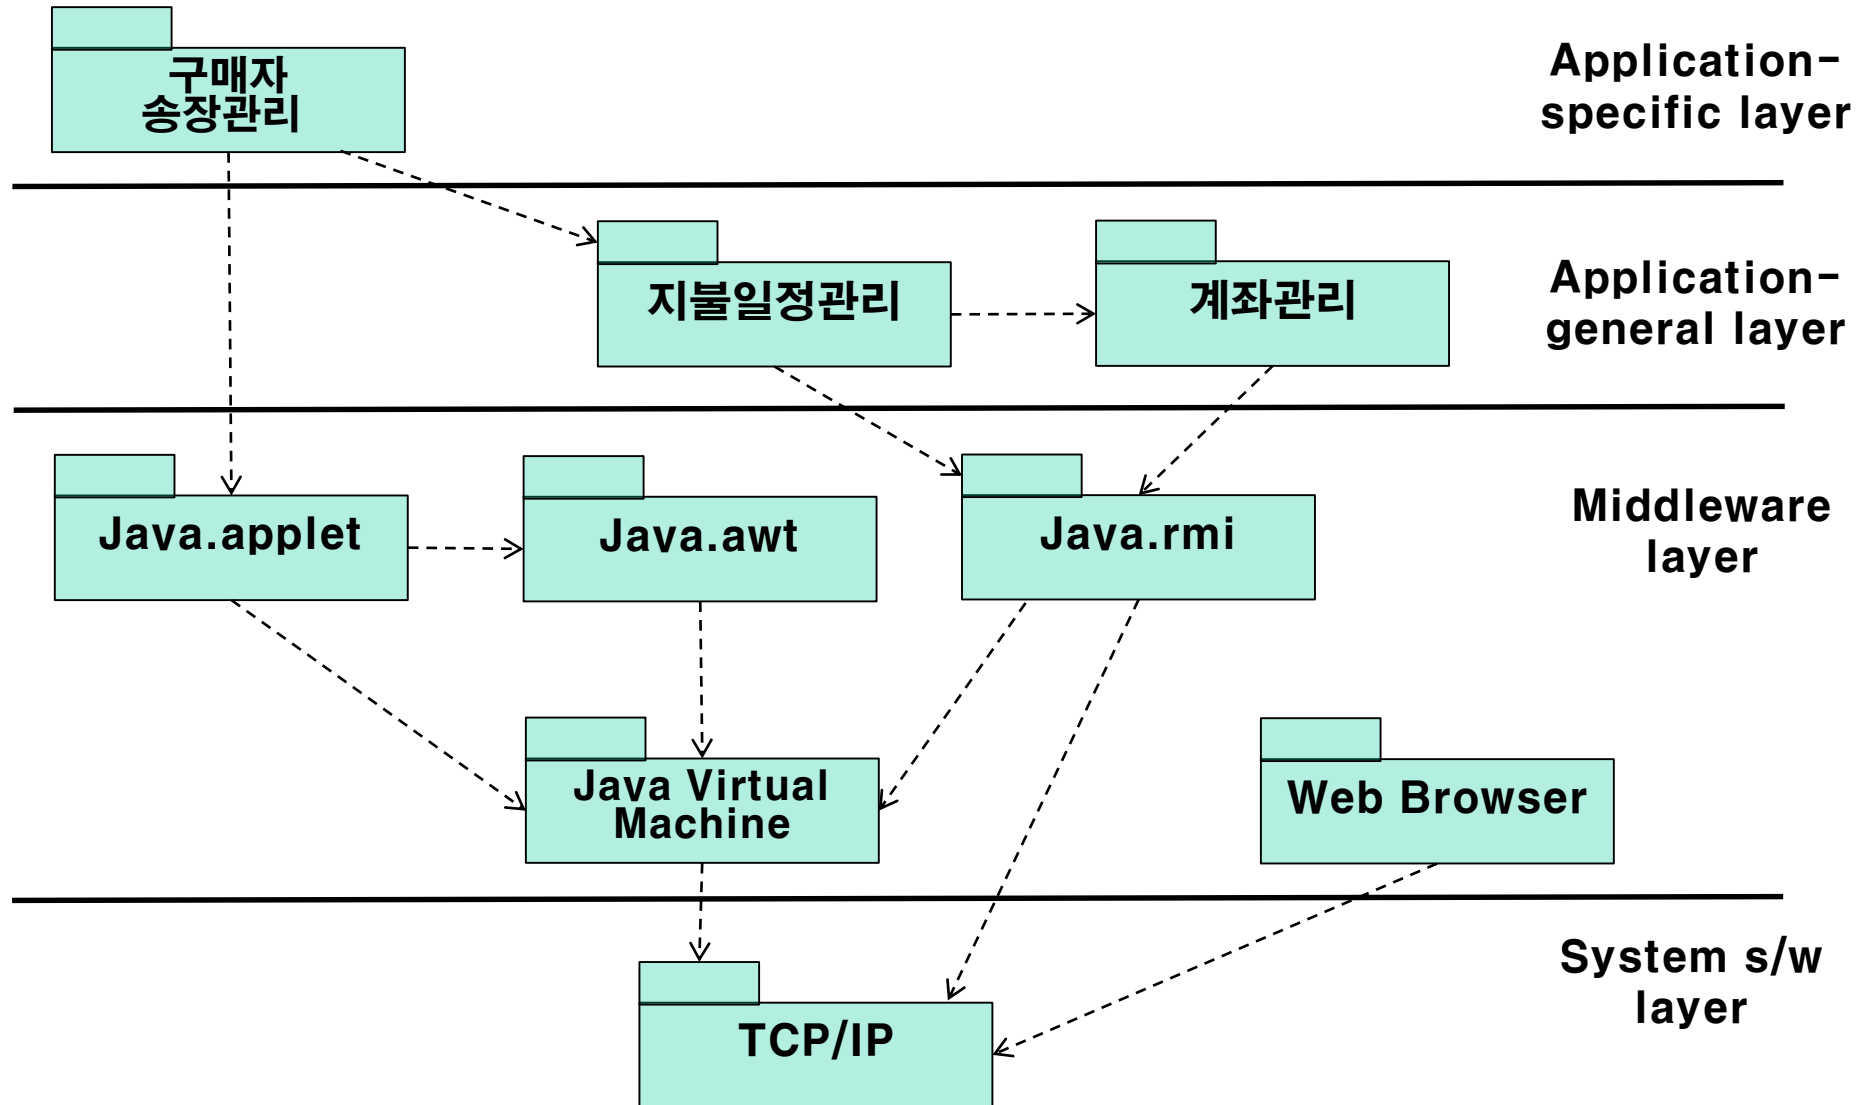 구매자
송장관리
Application-
specific layer
지불일정관리
계좌관리
Application-
general layer
Java.applet
Java.awt
Java.rmi
Middleware
layer
Java Virtual
Machine
Web Browser
TCP/IP
System s/w
layer